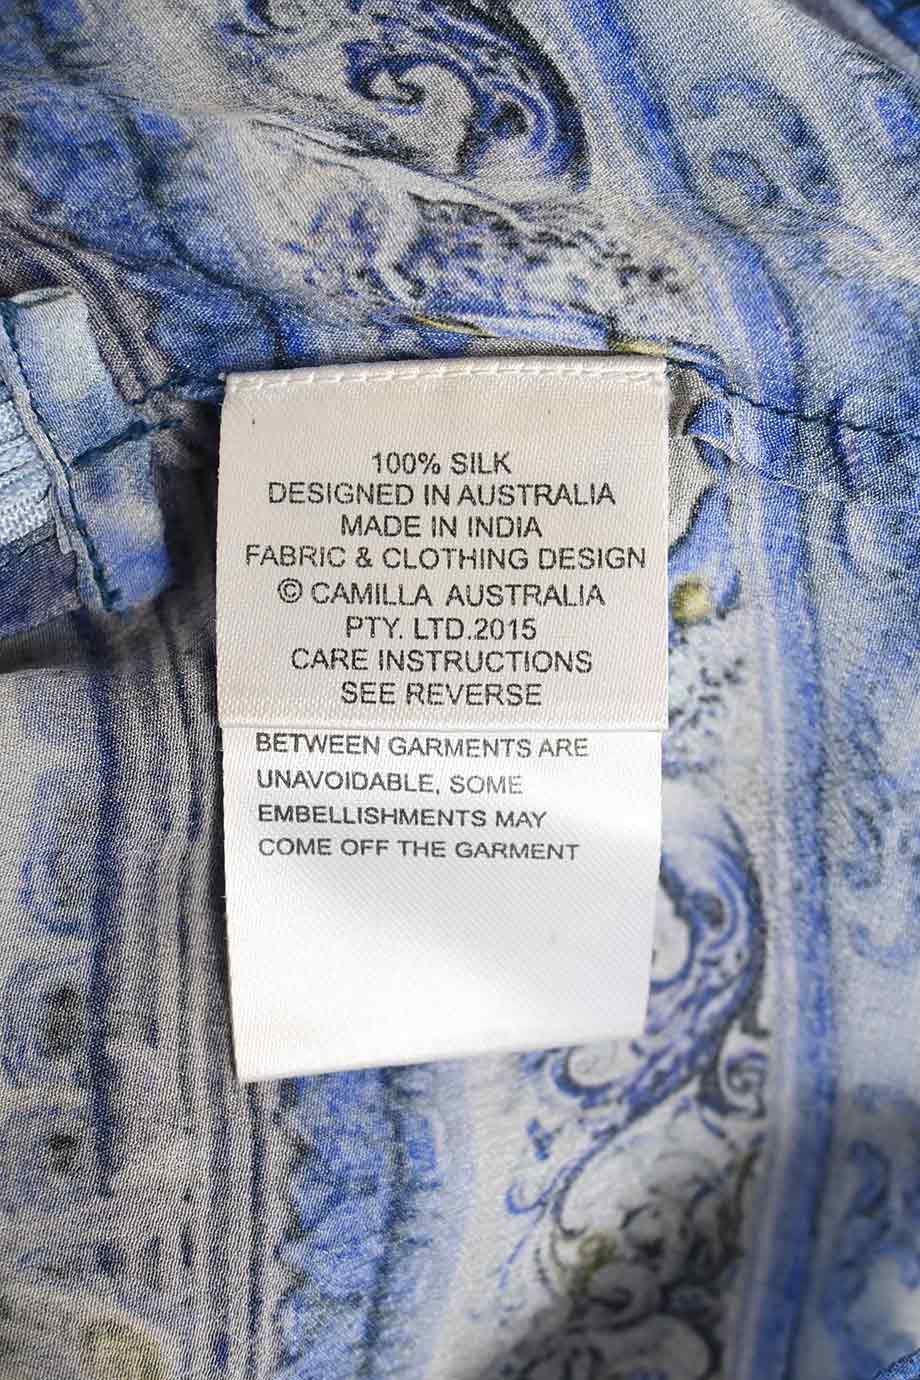 100% SILK
DESIGNED IN AUSTRALIA
MADE IN INDIA
FABRIC & CLOTHING DESIGN
© CAMILLA AUSTRALIA
PTY. LTD.2015
CARE INSTRUCTIONS
SEE REVERSE
BETWEEN GARMENTS ARE
UNAVOIDABLE, SOME
EMBELLISHMENTS MAY
COME OFF THE GARMENT